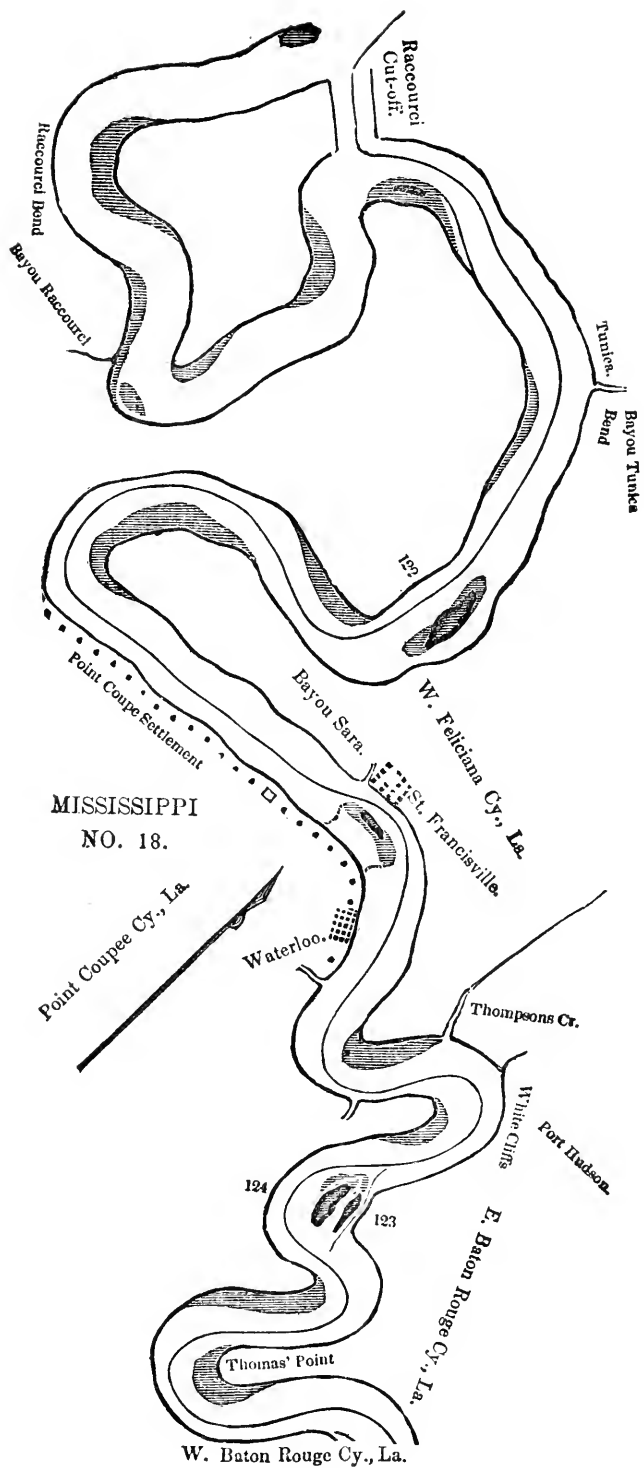 Raccourci
Cut-off.
Raccourci Bend
Bayou Raccourci
Tunica.
Bayou Tunica
Bend
122
Point Coupe Settlement
Bayou Sara.
W. Feliciana Cy., La.
St. Francisville.
MISSISSIPPI
NO. 18.
Point Coupee Cy., La.
Waterloo.
Thompsons Cr.
White Cliffs
Port Hudson.
124
123
E. Baton Rouge Cy., La.
Thomas' Point
W. Baton Rouge Cy., La.